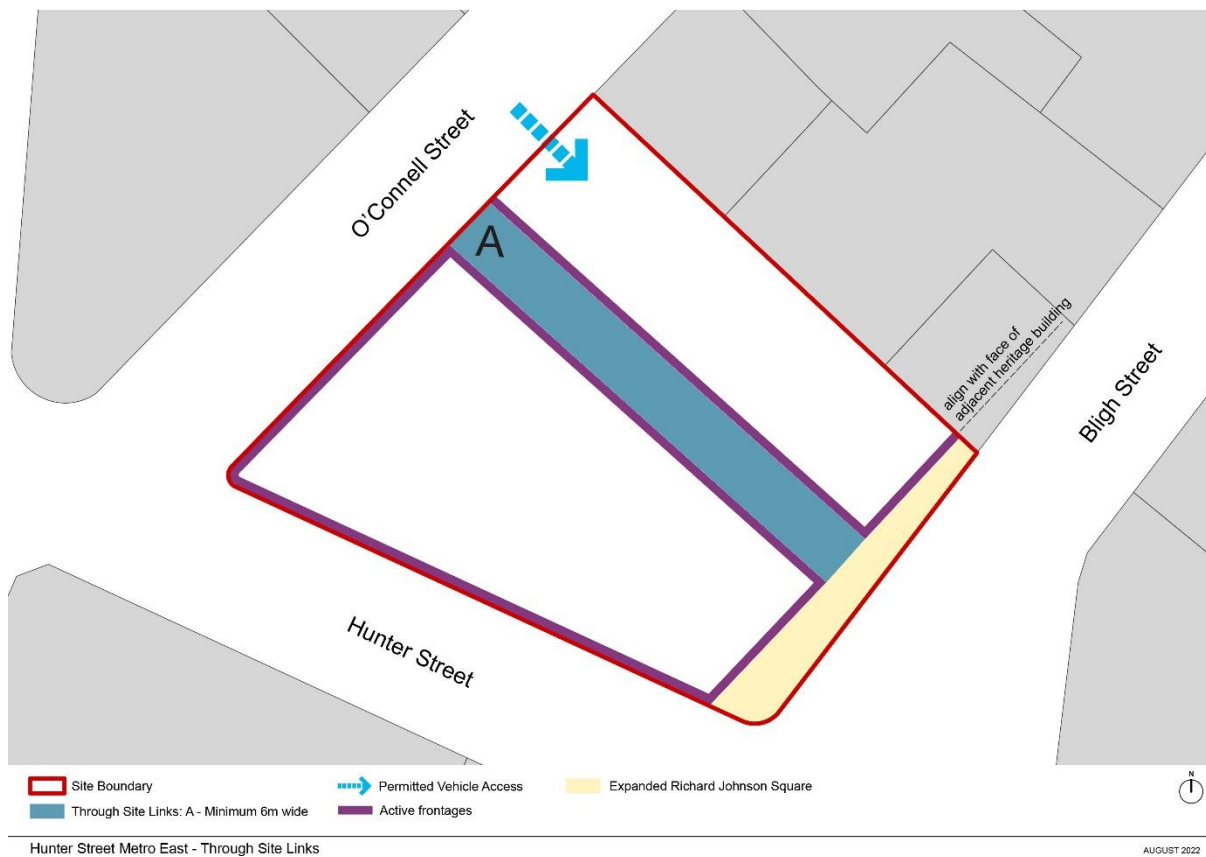 O'Connell Street
A
align with face of
adjacent heritage building
Bligh Street
Hunter Street
Site Boundary
Permitted Vehicle Access
Expanded Richard Johnson Square
N
Through Site Links: A - Minimum 6m wide
Active frontages
Hunter Street Metro East - Through Site Links
AUGUST 2022